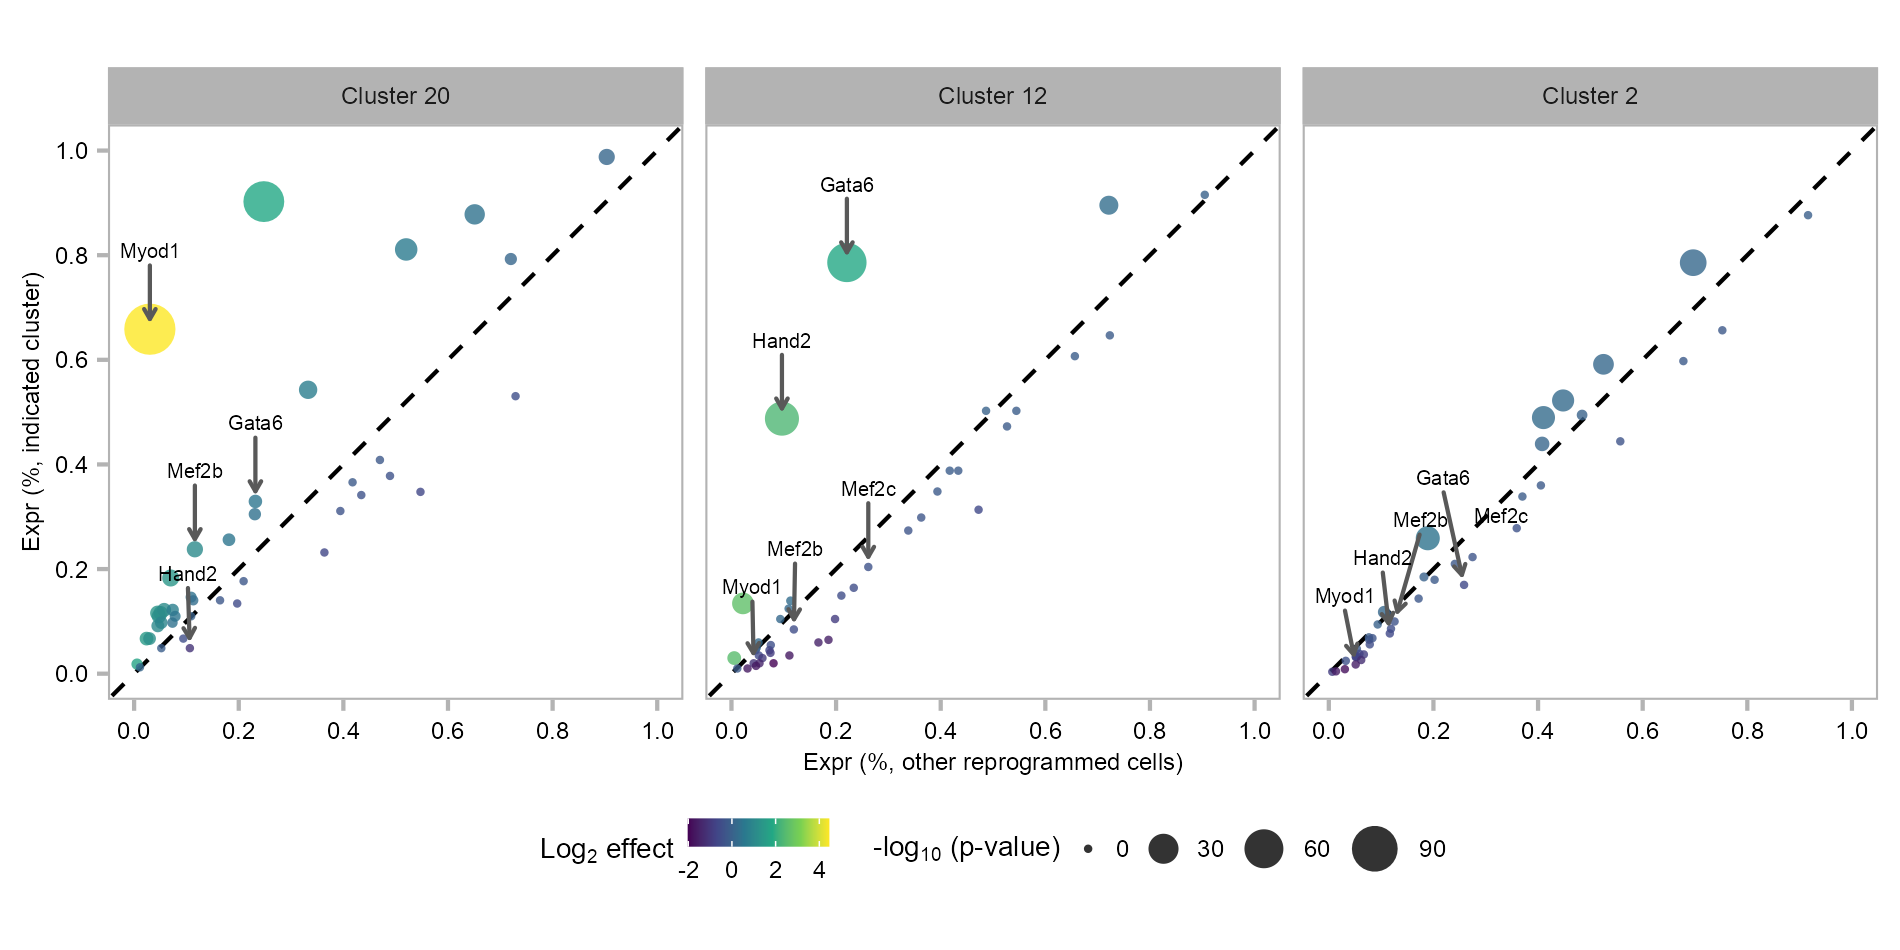 Cluster 20
Cluster 12
Cluster 2
Expr (%, indicated cluster)
1.0
0.8
0.6
0.4
0.2
0.0
Myod1
Gata6
Mef2b
Hand2
Gata6
Hand2
Mef2c
Mef2b
Myod1
Gata6
Mef2c
Mef2b
Hand2
Myod1
0.0 0.2 0.4 0.6 0.8 1.0
0.0 0.2 0.4 0.6 0.8 1.0
0.0 0.2 0.4 0.6 0.8 1.0
Expr (%, other reprogrammed cells)
Log₂ effect
-2 0 2 4
-log₁₀ (p-value) 0 30 60 90